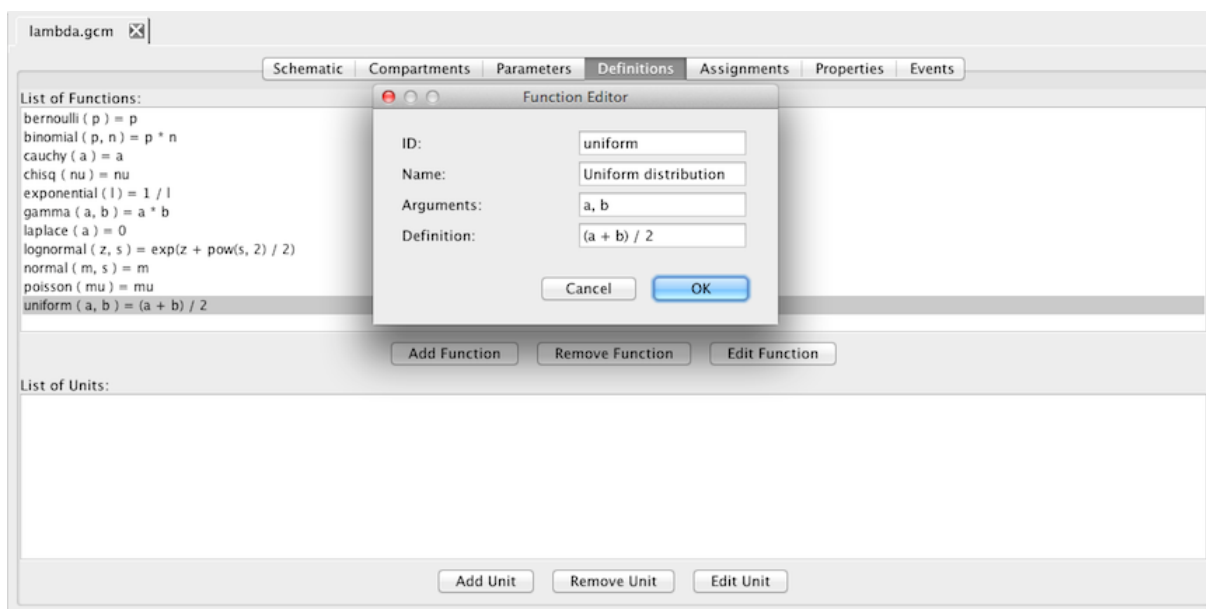 lambda.gcm
Schematic Compartments Parameters Definitions Assignments Properties Events
List of Functions:
bernoulli ( p ) = p
binomial ( p, n ) = p * n
cauchy ( a ) = a
chisq ( nu ) = nu
exponential ( l ) = 1 / l
gamma ( a, b ) = a * b
laplace ( a ) = 0
lognormal ( z, s ) = exp(z + pow(s, 2) / 2)
normal ( m, s ) = m
poisson ( mu ) = mu
uniform ( a, b ) = (a + b) / 2
Function Editor
ID: uniform
Name: Uniform distribution
Arguments: a, b
Definition: (a + b) / 2
Cancel OK
Add Function Remove Function Edit Function
List of Units:
Add Unit Remove Unit Edit Unit